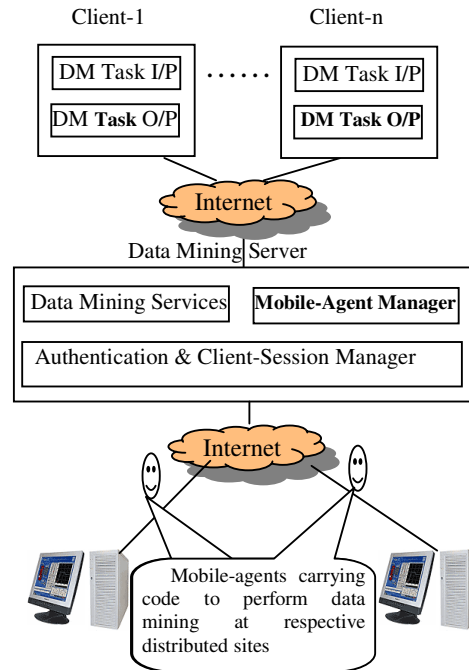 Client-1 Client-n
DM Task I/P ...... DM Task I/P
DM Task O/P DM Task O/P
Internet
Data Mining Server
Data Mining Services Mobile-Agent Manager
Authentication & Client-Session Manager
Internet
Mobile-agents carrying
code to perform data
mining at respective
distributed sites